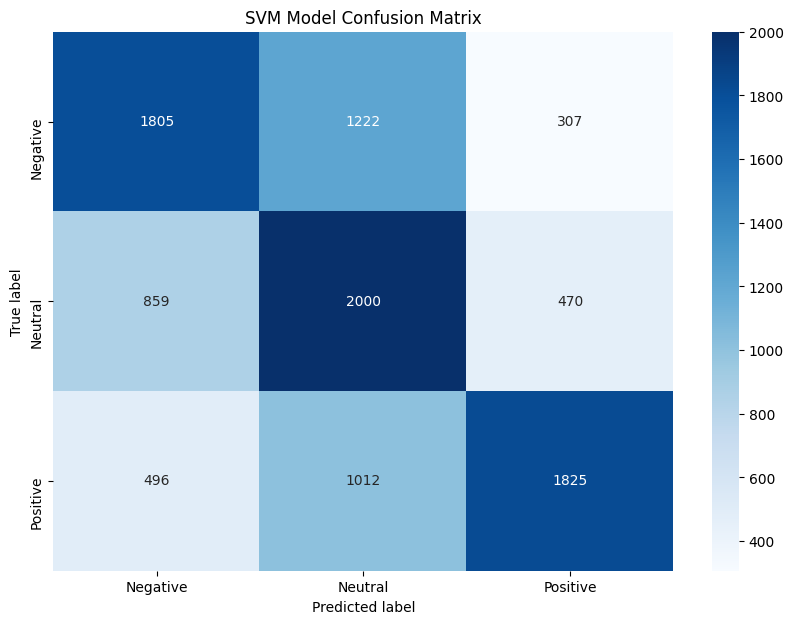 SVM Model Confusion Matrix
True label
Negative
Neutral
Positive
1805 1222 307
859 2000 470
496 1012 1825
Negative Neutral Positive
Predicted label
2000
1800
1600
1400
1200
1000
800
600
400